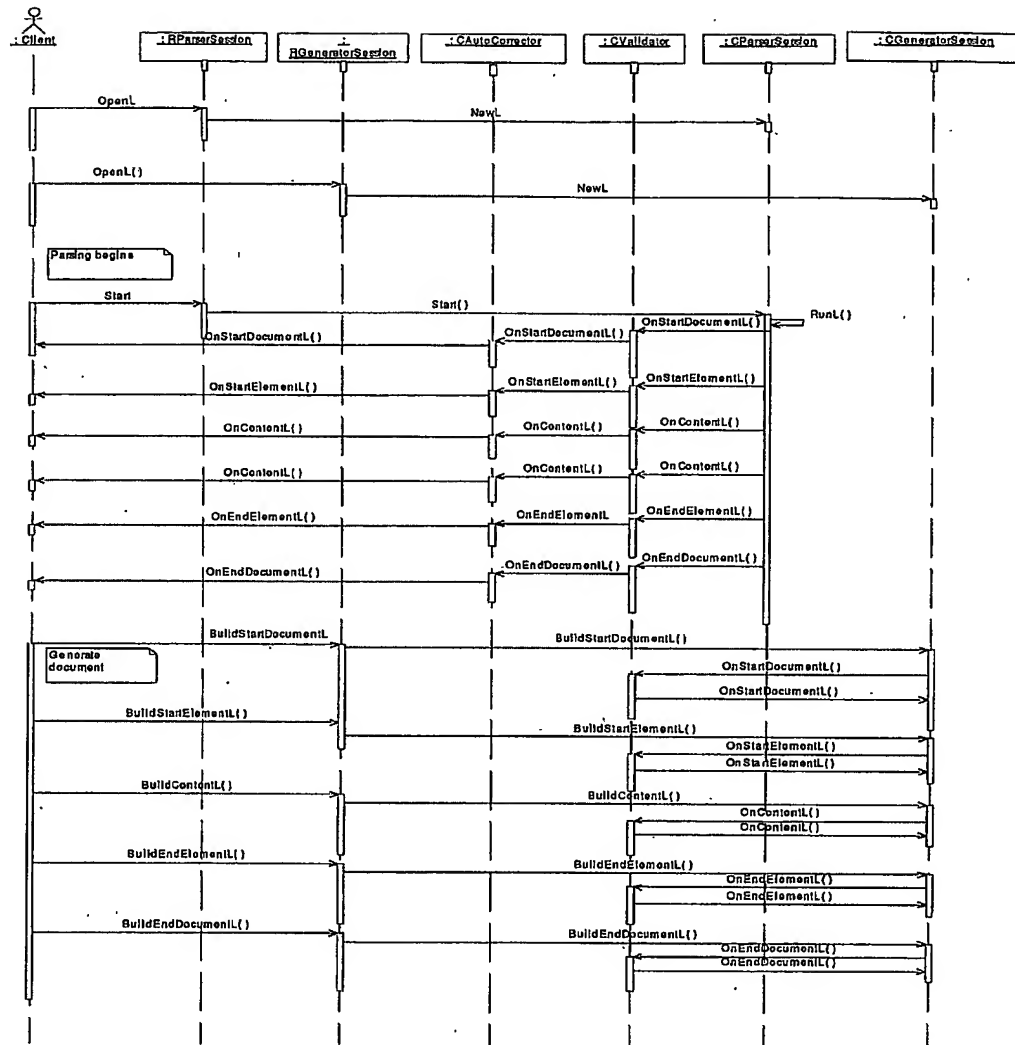 : Client
: RParserSession
:
RGeneratorSession
: CAutoCorrector
: CValidator
: CParserSession
: CGeneratorSession
OpenL
NewL
OpenL()
NewL
Parsing begins
Start
Start()
RunL()
OnStartDocumentL()
OnStartDocumentL()
OnStartDocumentL()
OnStartElementL()
OnStartElementL()
OnStartElementL()
OnContentL()
OnContentL()
OnContentL()
OnContentL()
OnContentL()
OnContentL()
OnEndElementL()
OnEndElementL
OnEndElementL()
OnEndDocumentL()
OnEndDocumentL()
OnEndDocumentL()
BuildStartDocumentL
BuildStartDocumentL()
Generate
document
OnStartDocumentL()
OnStartDocumentL()
BuildStartElementL()
BuildStartElementL()
OnStartElementL()
OnStartElementL()
BuildContentL()
BuildContentL()
OnContentL()
OnContentL()
BuildEndElementL()
BuildEndElementL()
OnEndElementL()
OnEndElementL()
BuildEndDocumentL()
BuildEndDocumentL()
OnEndDocumentL()
OnEndDocumentL()